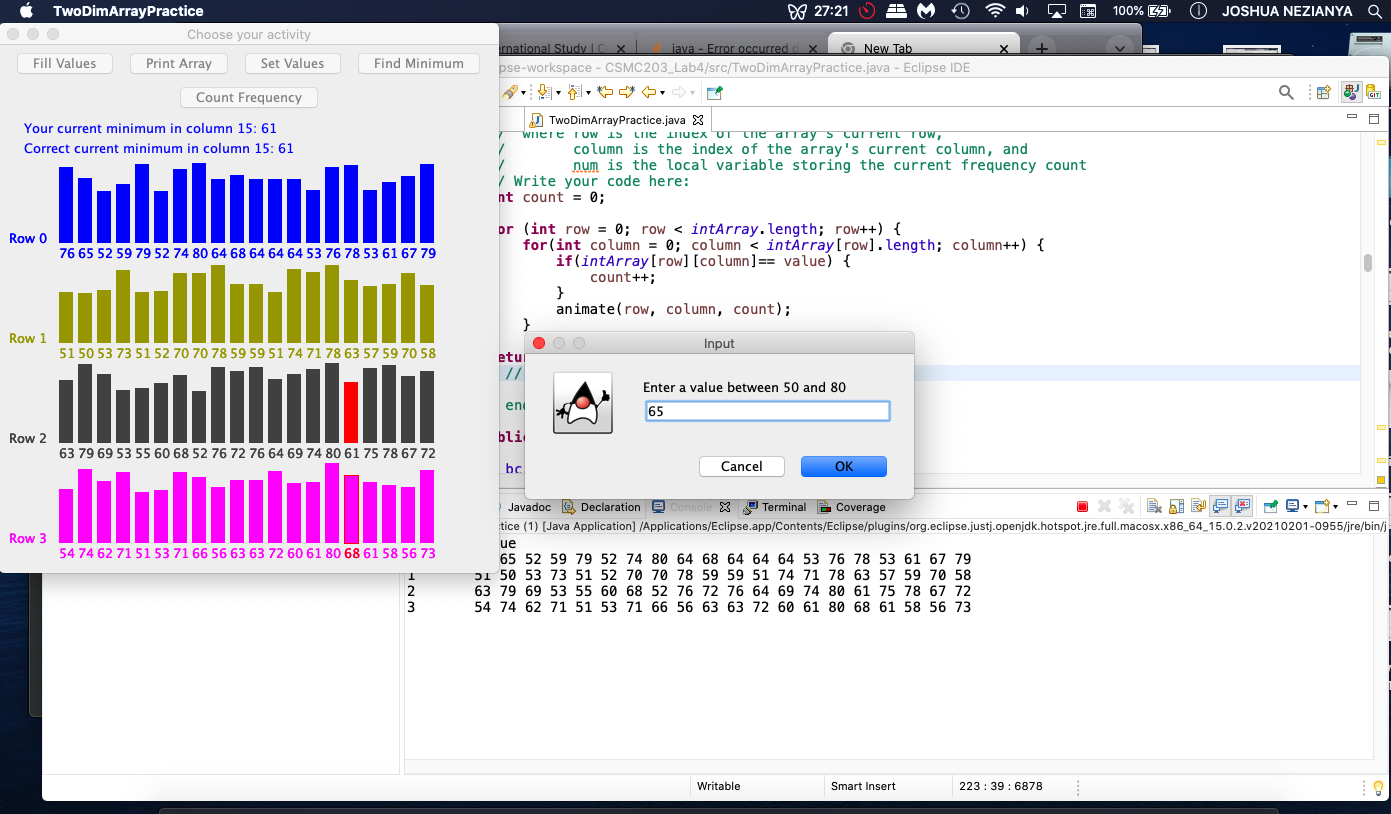 TwoDimArrayPractice 27:21 100% JOSHUA NEZIANYA
Choose your activity
Fill Values Print Array Set Values Find Minimum
Count Frequency
Your current minimum in column 15: 61
Correct current minimum in column 15: 61
Row 0
76 65 52 59 79 52 74 80 64 68 64 64 64 53 76 78 53 61 67 79
Row 1
51 50 53 73 51 52 70 70 78 59 59 51 74 71 78 63 57 59 70 58
Row 2
63 79 69 53 55 60 68 52 76 72 76 64 69 74 80 61 75 78 67 72
Row 3
54 74 62 71 51 53 71 66 56 63 63 72 60 61 80 68 61 58 56 73
ernational Study | C java - Error occurred d New Tab
pse-workspace - CSMC203_Lab4/src/TwoDimArrayPractice.java - Eclipse IDE
TwoDimArrayPractice.java
/ where row is the index of the array's current row,
/ column is the index of the array's current column, and
/ num is the local variable storing the current frequency count
/ Write your code here:
nt count = 0;
or (int row = 0; row < intArray.length; row++) {
for(int column = 0; column < intArray[row].length; column++) {
if(intArray[row][column]== value) {
count++;
}
animate(row, column, count);
}
etur
//
end
blic
bc
Input
Enter a value between 50 and 80
65
Cancel OK
Javadoc Declaration Console Terminal Coverage
tice (1) [Java Application] /Applications/Eclipse.app/Contents/Eclipse/plugins/org.eclipse.justj.openjdk.hotspot.jre.full.macosx.x86_64_15.0.2.v20210201-0955/jre/bin/j
ue
65 52 59 79 52 74 80 64 68 64 64 64 53 76 78 53 61 67 79
1 51 50 53 73 51 52 70 70 78 59 59 51 74 71 78 63 57 59 70 58
2 63 79 69 53 55 60 68 52 76 72 76 64 69 74 80 61 75 78 67 72
3 54 74 62 71 51 53 71 66 56 63 63 72 60 61 80 68 61 58 56 73
Writable Smart Insert 223 : 39 : 6878